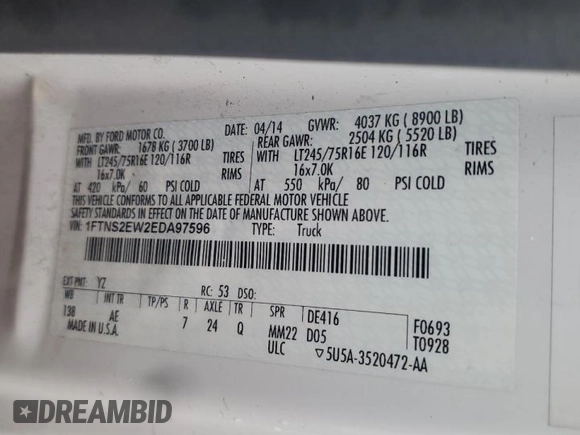 MFD. BY FORD MOTOR CO.
DATE: 04/14 GVWR: 4037 KG ( 8900 LB)
FRONT GAWR: 1678 KG ( 3700 LB) REAR GAWR: 2504 KG ( 5520 LB)
WITH LT245/75R16E 120/116R TIRES WITH LT245/75R16E 120/116R TIRES
16x7.0K RIMS 16x7.0K RIMS
AT 420 kPa/ 60 PSI COLD AT 550 kPa/ 80 PSI COLD
THIS VEHICLE CONFORMS TO ALL APPLICABLE FEDERAL MOTOR VEHICLE
SAFETY STANDARDS IN EFFECT ON THE DATE OF MANUFACTURE SHOWN ABOVE.
VIN: 1FTNS2EW2EDA97596
TYPE: Truck
EXT PNT: YZ RC: 53 DSO:
WB INT TR TP/PS R AXLE TR SPR DE416 F0693
138 AE 7 24 Q MM22 D05 T0928
MADE IN U.S.A. ULC ▽5U5A-3520472-AA
DREAMBID